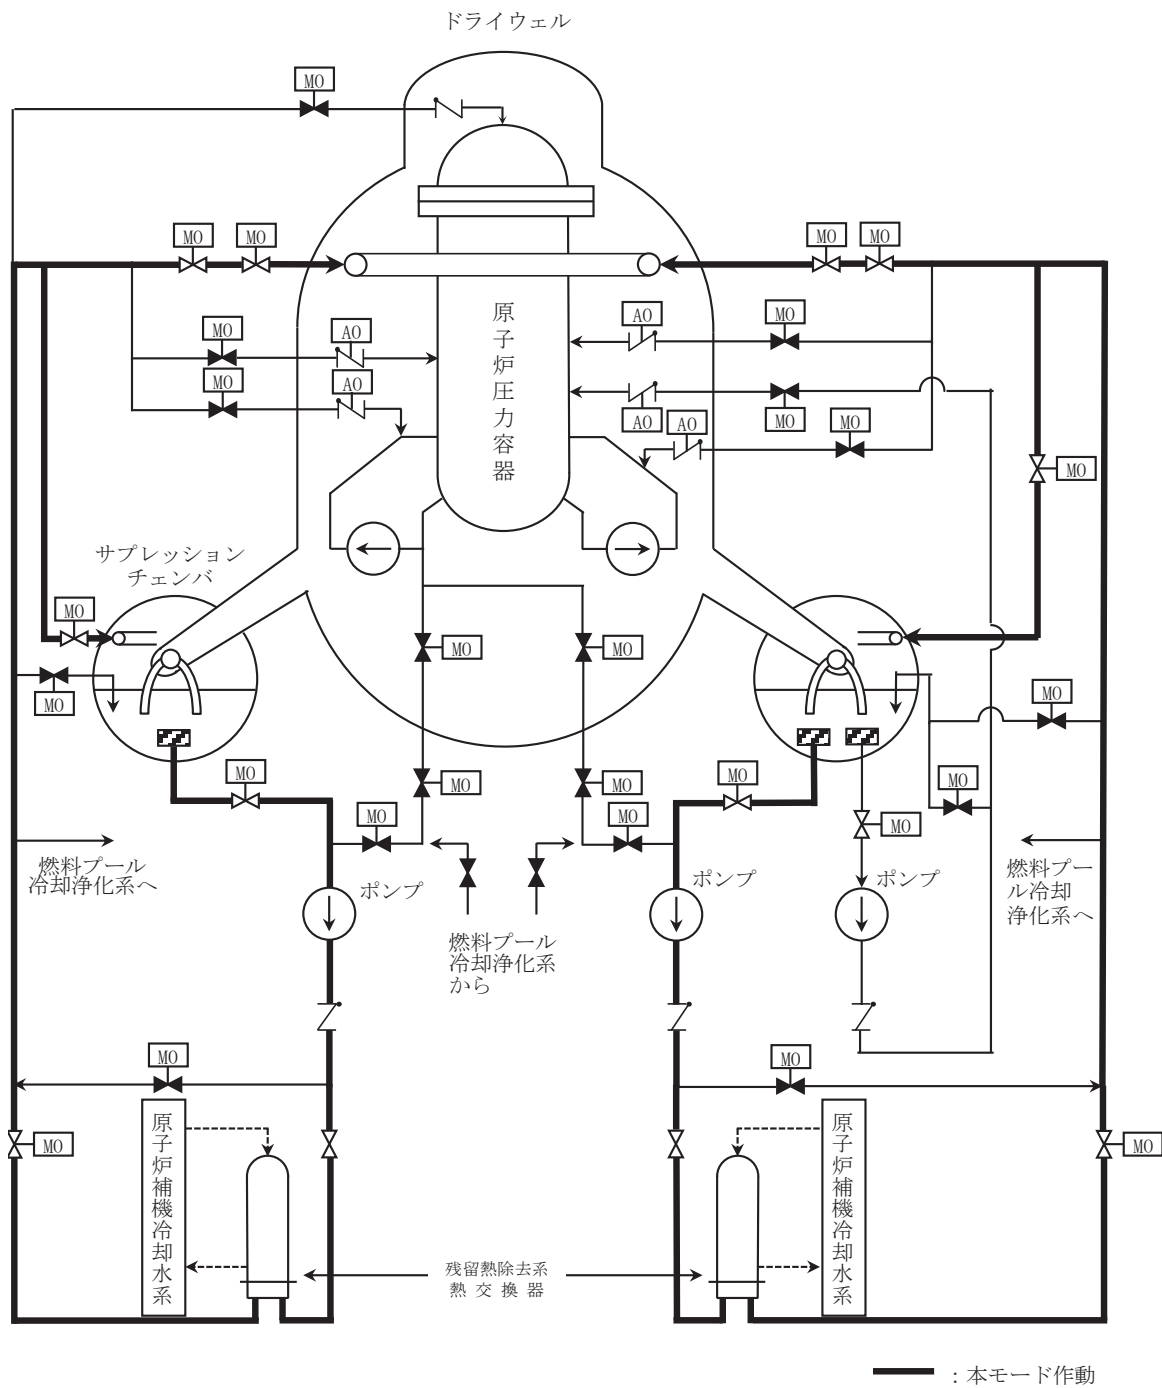 ドライウェル
MO
MO
MO
MO
MO
原子炉圧力容器
MO
AO
AO
MO
MO
AO
MO
AO
AO
MO
AO
MO
MO
サプレッション
チェンバ
MO
MO
MO
MO
MO
MO
MO
MO
MO
MO
MO
MO
MO
MO
燃料プール
冷却浄化系へ
ポンプ
ポンプ
ポンプ
燃料プー
ル冷却
浄化系へ
燃料プール
冷却浄化系
から
MO
MO
MO
MO
原子炉補機冷却水系
原子炉補機冷却水系
残留熱除去系
熱交換器
：本モード作動